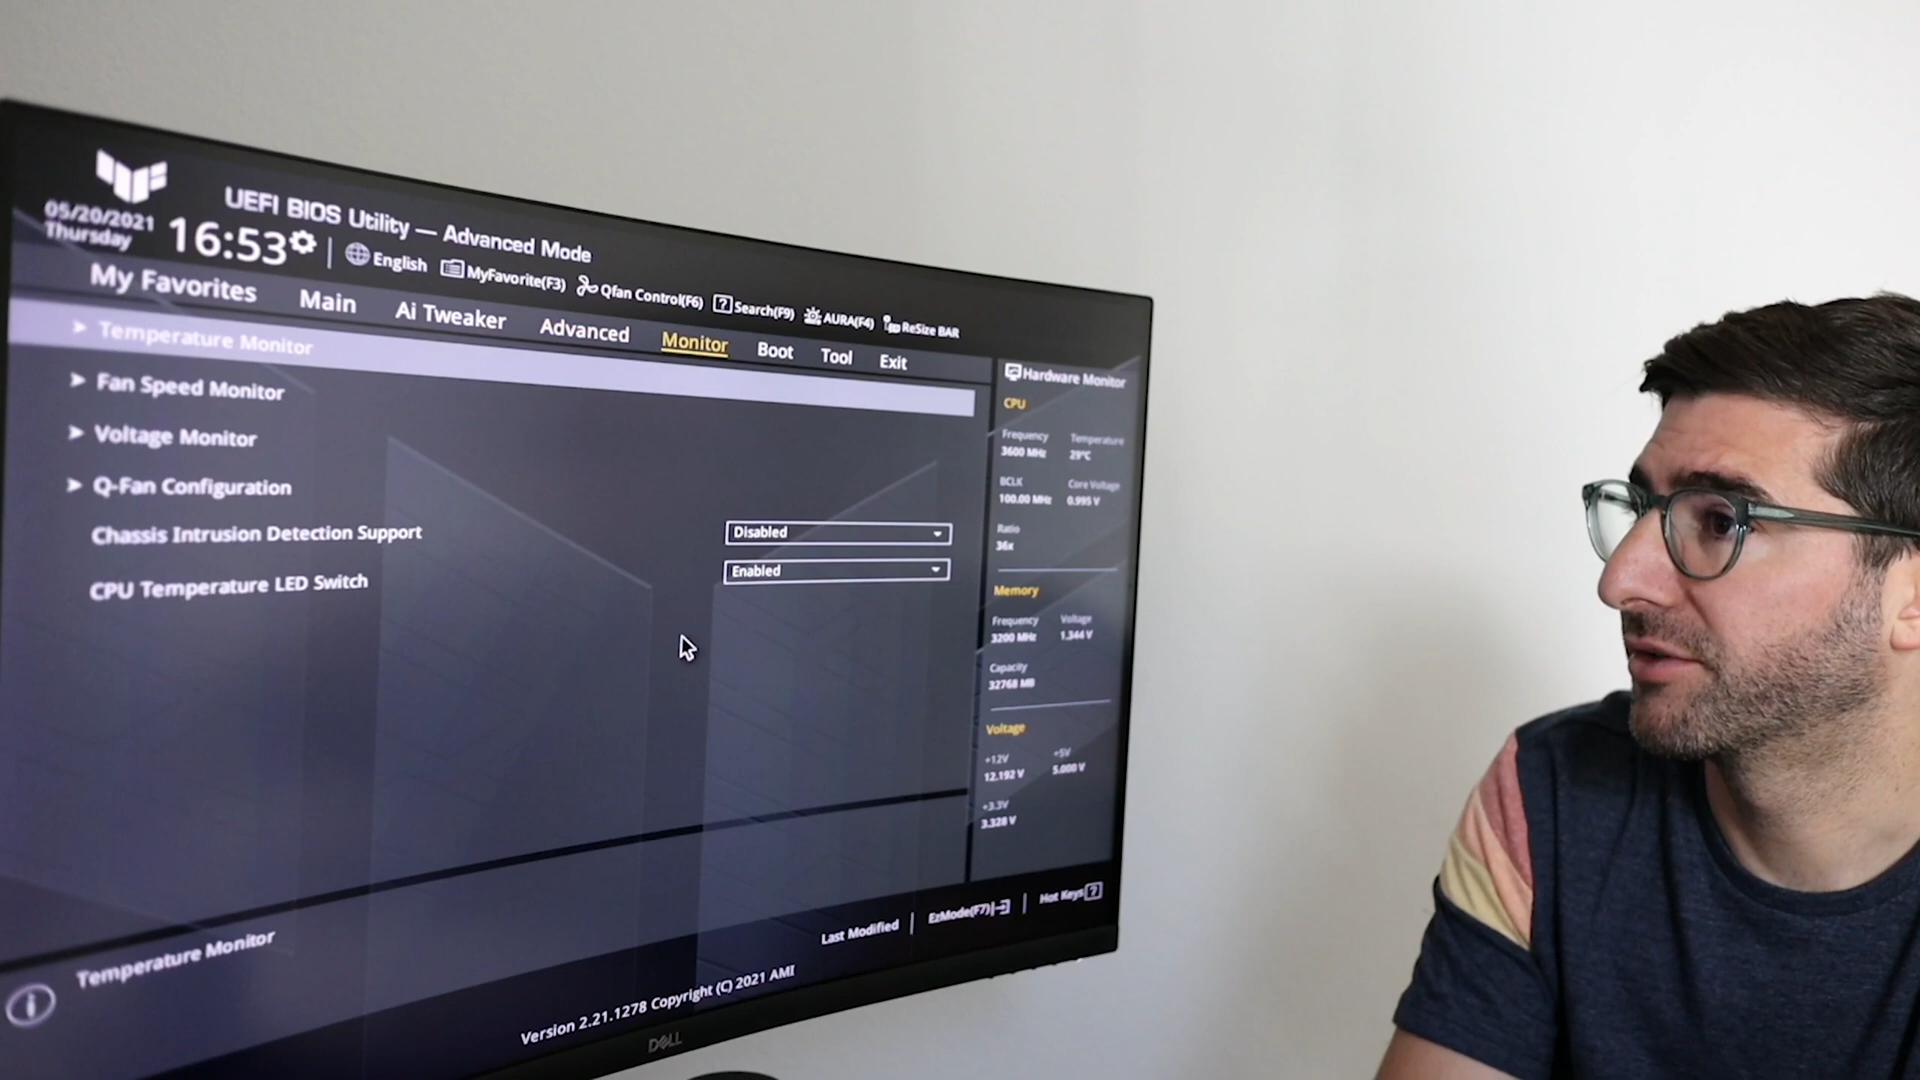 UEFI BIOS Utility — Advanced Mode
05/20/2021
Thursday
16:53
English
MyFavorite(F3)
Qfan Control(F6)
Search(F9)
AURA(F4)
ReSize BAR
My Favorites
Main
Ai Tweaker
Advanced
Monitor
Boot
Tool
Exit
Temperature Monitor
Fan Speed Monitor
Voltage Monitor
Q-Fan Configuration
Chassis Intrusion Detection Support
Disabled
CPU Temperature LED Switch
Enabled
Hardware Monitor
CPU
Frequency Temperature
3600 MHz 29°C
BCLK Core Voltage
100.00 MHz 0.995 V
Ratio
36x
Memory
Frequency Voltage
3200 MHz 1.344 V
Capacity
32768 MB
Voltage
+12V +5V
12.192 V 5.000 V
+3.3V
3.328 V
Temperature Monitor
Last Modified
EzMode(F7)
Hot Keys ?
Version 2.21.1278 Copyright (C) 2021 AMI
DELL